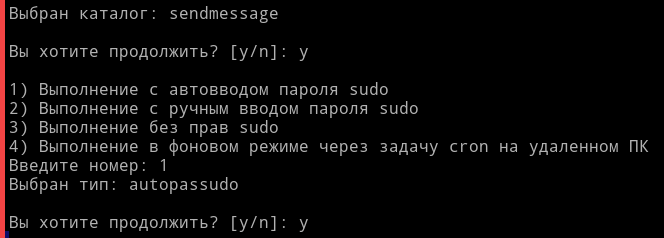 Выбран каталог: sendmessage
Вы хотите продолжить? [y/n]: y
1) Выполнение с автовводом пароля sudo
2) Выполнение с ручным вводом пароля sudo
3) Выполнение без прав sudo
4) Выполнение в фоновом режиме через задачу cron на удаленном ПК
Введите номер: 1
Выбран тип: autopassudo
Вы хотите продолжить? [y/n]: y